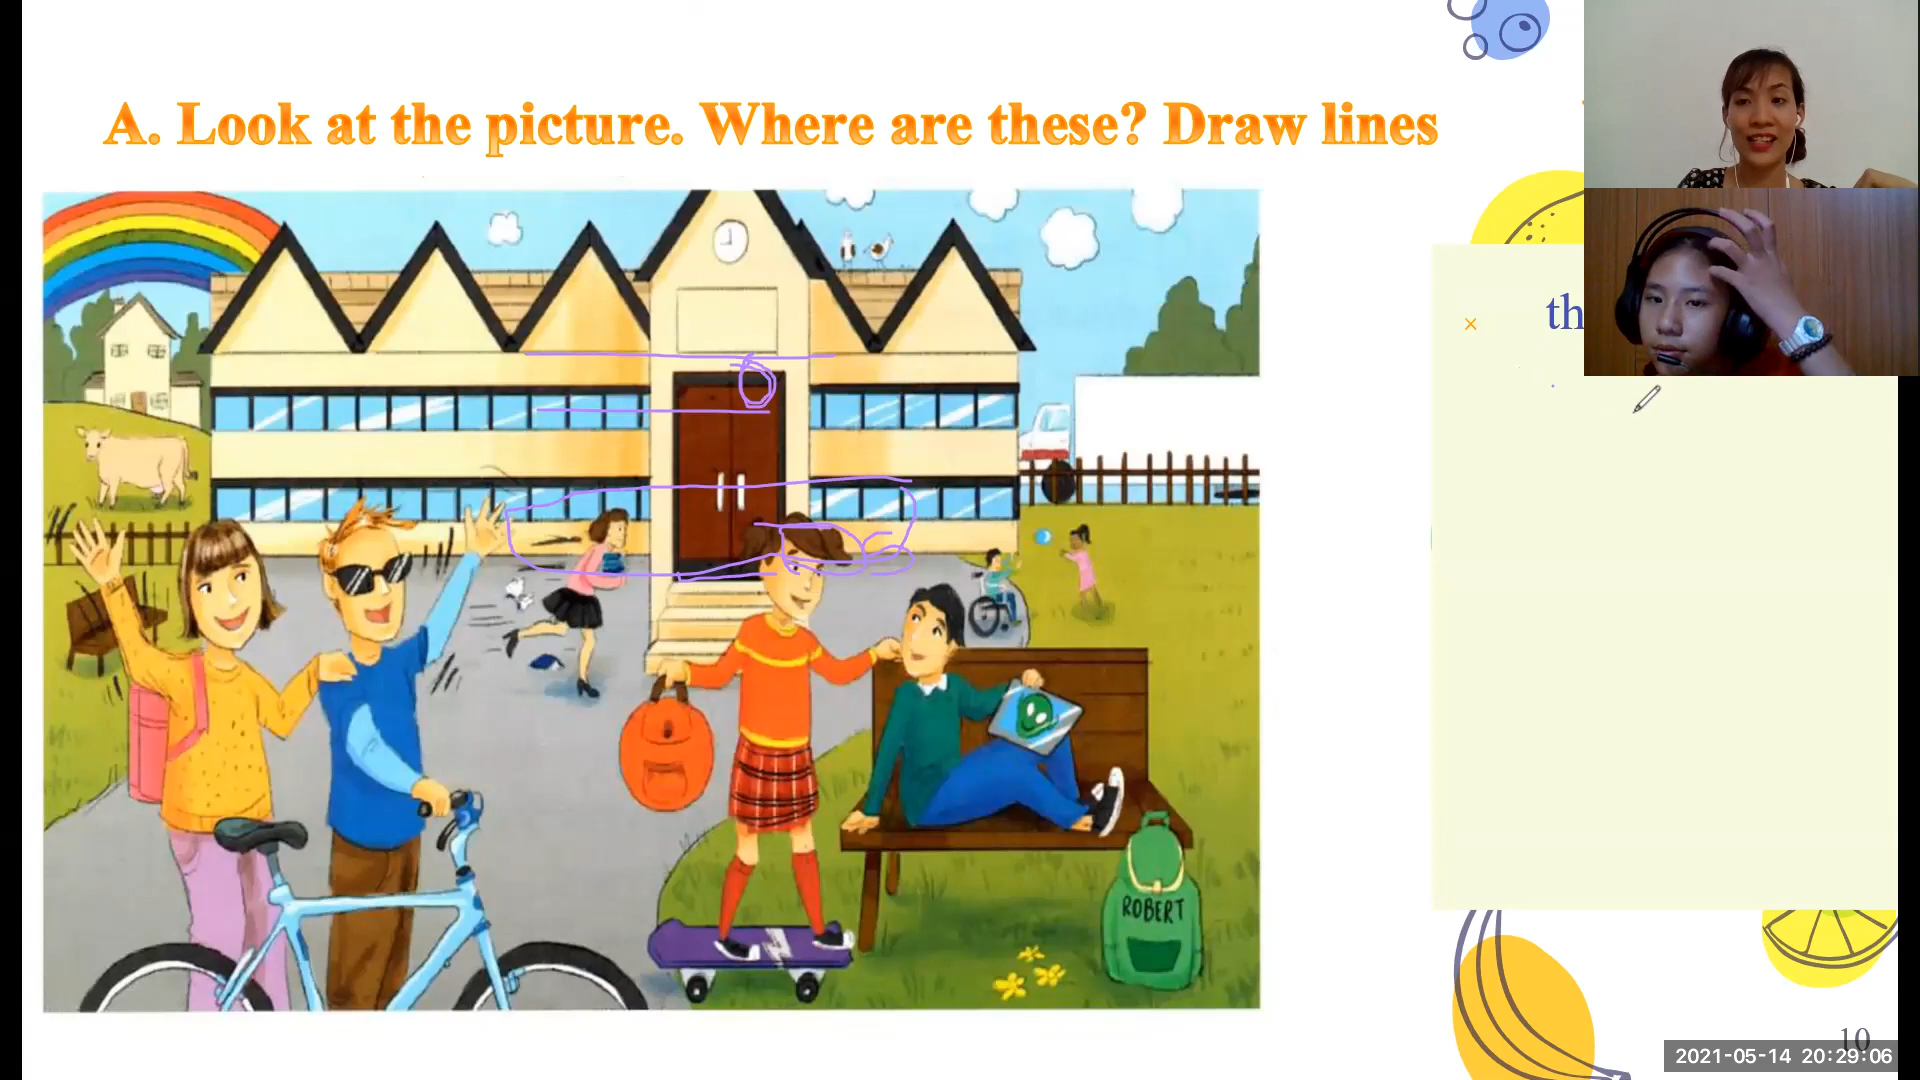 A. Look at the picture. Where are these? Draw lines
th
ROBERT
10
2021-05-14 20:29:06